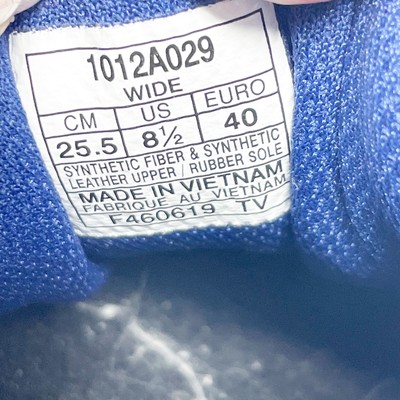 1012A029
WIDE
CM US EURO
25.5 8½ 40
SYNTHETIC FIBER & SYNTHETIC
LEATHER UPPER / RUBBER SOLE
MADE IN VIETNAM
FABRIQUE AU VIETNAM
F460619 TV